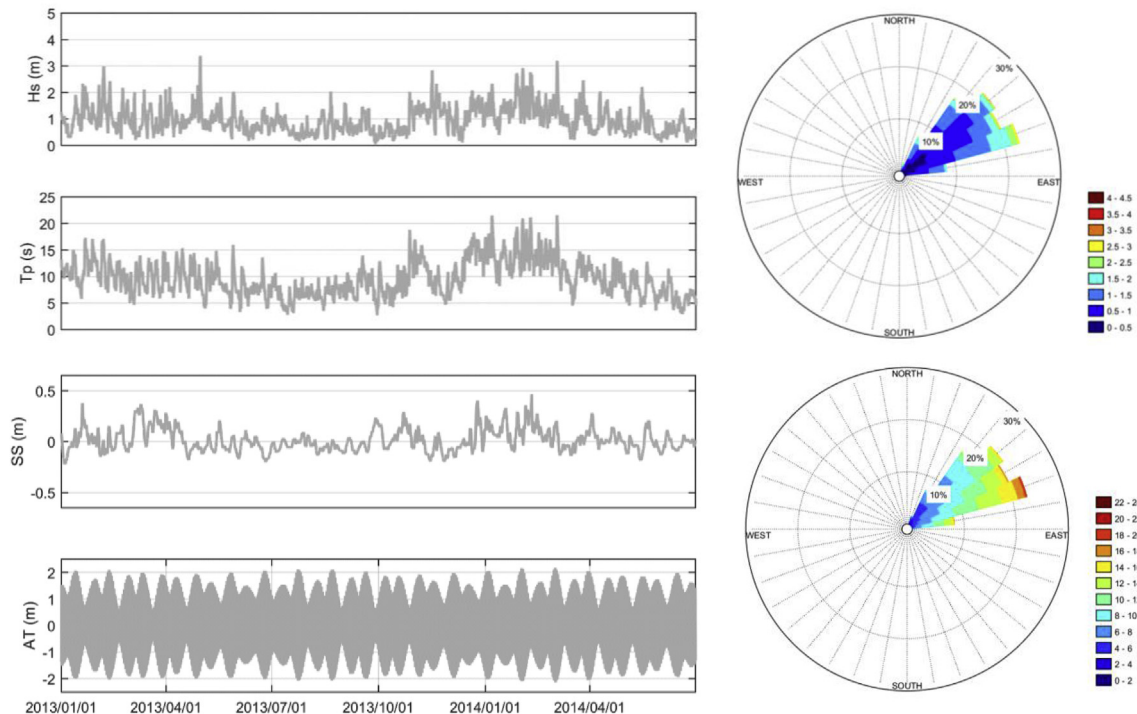 5
4
3
2
1
0
Hs (m)
25
20
15
10
5
0
Tp (s)
0.5
0
-0.5
SS (m)
2
1
0
-1
-2
AT (m)
2013/01/01 2013/04/01 2013/07/01 2013/10/01 2014/01/01 2014/04/01
NORTH
30%
20%
10%
WEST EAST
SOUTH
4 - 4.5
3.5 - 4
3 - 3.5
2.5 - 3
2 - 2.5
1.5 - 2
1 - 1.5
0.5 - 1
0 - 0.5
NORTH
30%
20%
10%
WEST EAST
SOUTH
22 - 2
20 - 2
18 - 2
16 - 1
14 - 1
12 - 1
10 - 1
8 - 10
6 - 8
4 - 6
2 - 4
0 - 2